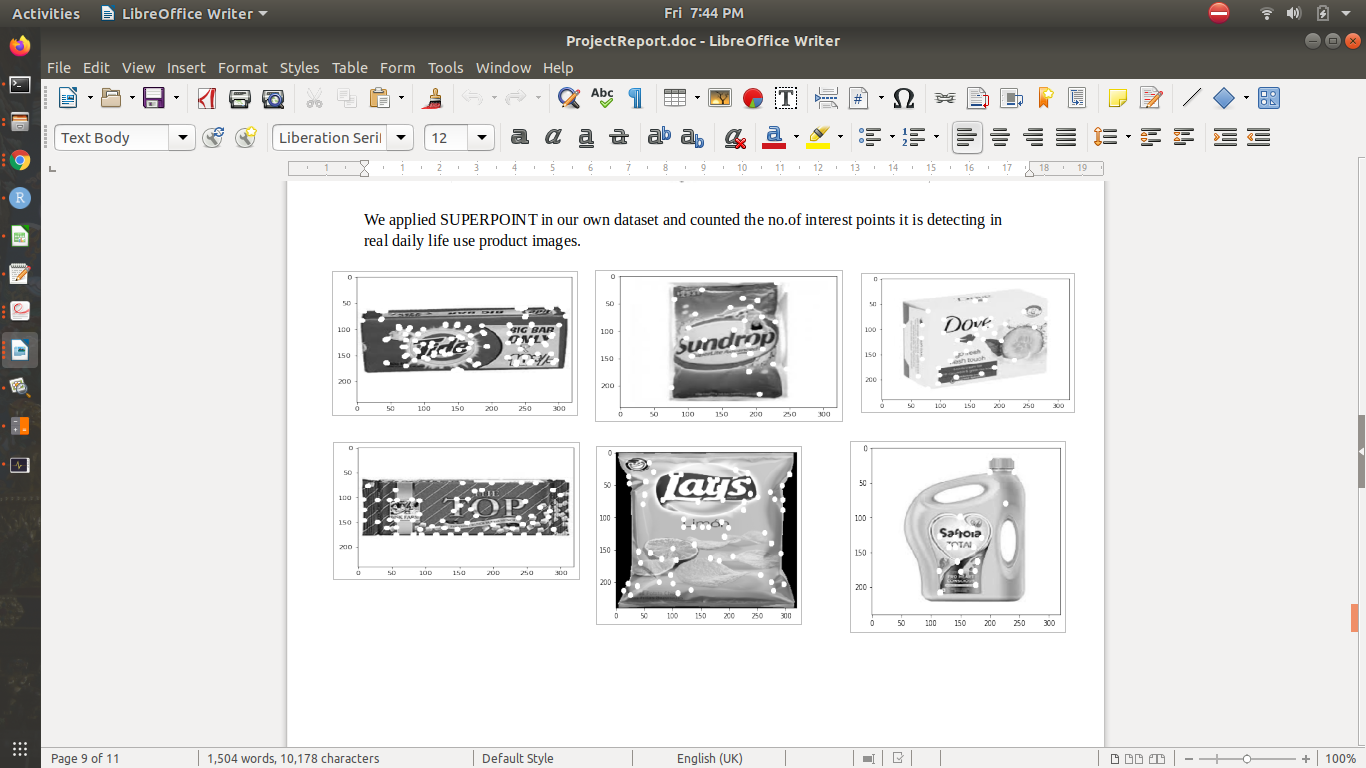 Activities LibreOffice Writer Fri 7:44 PM
ProjectReport.doc - LibreOffice Writer
File Edit View Insert Format Styles Table Form Tools Window Help
Text Body Liberation Seri 12
1 1 2 3 4 5 6 7 8 9 10 11 12 13 14 15 16 17 18 19
We applied SUPERPOINT in our own dataset and counted the no.of interest points it is detecting in
real daily life use product images.
0 50 100 150 200
Tide BIG BAR ONLY
0 50 100 150 200 250 300
0 50 100 150 200
Sundrop
0 50 100 150 200 250 300
0 50 100 150 200
Dove
0 50 100 150 200 250 300
0 50 100 150 200
TOP
0 50 100 150 200 250 300
0 50 100 150 200
Lays
Limón
0 50 100 150 200 250 300
0 50 100 150 200
Saffola
TOTAL
0 50 100 150 200 250 300
Page 9 of 11 1,504 words, 10,178 characters Default Style English (UK) 100%